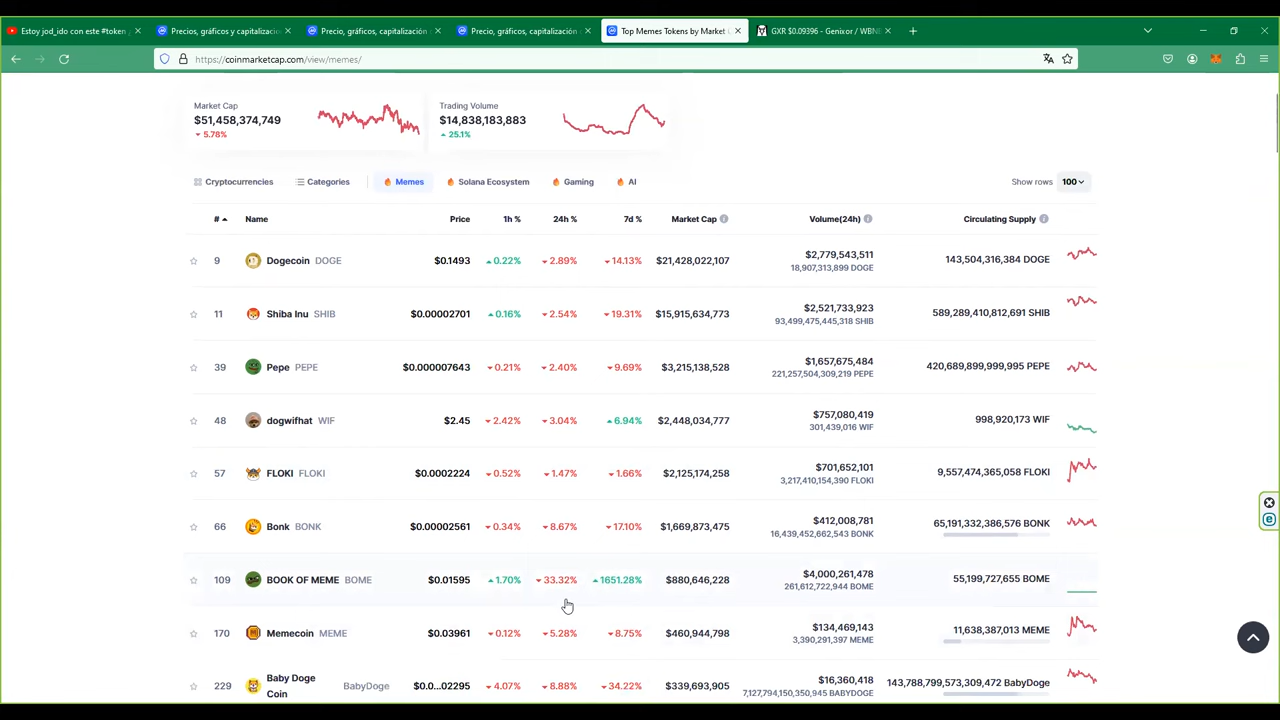 Estoy jod_ido con este #token
Precios, gráficos y capitalizació
Precios, gráficos, capitalización
Precios, gráficos, capitalización
Top Memes Tokens by Market C
GXR $0.09396 - Genixor / WBNB
https://coinmarketcap.com/view/memes/
Market Cap
Trading Volume
$51,458,374,749
$14,838,183,883
5.78%
25.1%
Cryptocurrencies Categories Memes Solana Ecosystem Gaming AI Show rows 100
# Name Price 1h % 24h % 7d % Market Cap Volume(24h) Circulating Supply
9 Dogecoin DOGE $0.1493 0.22% 2.89% 14.13% $21,428,022,107 $2,779,543,511 143,504,316,384 DOGE
18,907,313,899 DOGE
11 Shiba Inu SHIB $0.00002701 0.16% 2.54% 19.31% $15,915,634,773 $2,521,733,923 589,289,410,812,691 SHIB
93,499,475,445,318 SHIB
39 Pepe PEPE $0.000007643 0.21% 2.40% 9.69% $3,215,138,528 $1,657,675,484 420,689,899,999,995 PEPE
221,257,504,309,219 PEPE
48 dogwifhat WIF $2.45 2.42% 3.04% 6.94% $2,448,034,777 $757,080,419 998,920,173 WIF
301,439,016 WIF
57 FLOKI FLOKI $0.0002224 0.52% 1.47% 1.66% $2,125,174,258 $701,652,101 9,557,474,365,058 FLOKI
3,217,410,154,390 FLOKI
66 Bonk BONK $0.00002561 0.34% 8.67% 17.10% $1,669,873,475 $412,008,781 65,191,332,386,576 BONK
16,439,452,662,543 BONK
109 BOOK OF MEME BOME $0.01595 1.70% 33.32% 1651.28% $880,646,228 $4,000,261,478 55,199,727,655 BOME
261,612,722,944 BOME
170 Memecoin MEME $0.03961 0.12% 5.28% 8.75% $460,944,798 $134,469,143 11,638,387,013 MEME
3,390,291,397 MEME
229 Baby Doge Coin BabyDoge $0.0...02295 4.07% 8.88% 34.22% $339,693,905 $16,360,418 143,788,799,573,309,472 BabyDoge
7,127,794,150,350,945 BABYDOGE